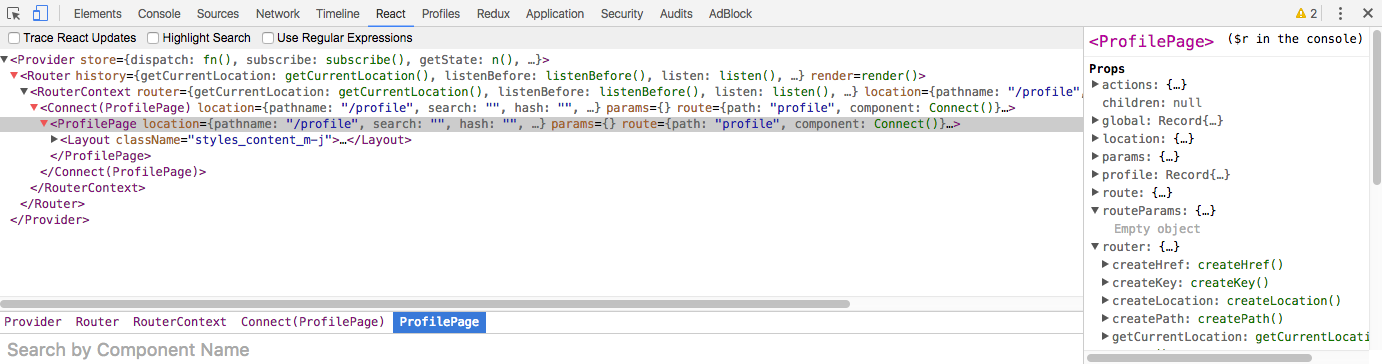 Elements Console Sources Network Timeline React Profiles Redux Application Security Audits AdBlock 2
Trace React Updates Highlight Search Use Regular Expressions
<Provider store={dispatch: fn(), subscribe: subscribe(), getState: n(), …}>
<Router history={getCurrentLocation: getCurrentLocation(), listenBefore: listenBefore(), listen: listen(), …} render=render()>
<RouterContext router={getCurrentLocation: getCurrentLocation(), listenBefore: listenBefore(), listen: listen(), …} location={pathname: "/profile",
<Connect(ProfilePage) location={pathname: "/profile", search: "", hash: "", …} params={} route={path: "profile", component: Connect()}…>
<ProfilePage location={pathname: "/profile", search: "", hash: "", …} params={} route={path: "profile", component: Connect()}…>
<Layout className="styles_content_m-j">…</Layout>
</ProfilePage>
</Connect(ProfilePage)>
</RouterContext>
</Router>
</Provider>
Provider Router RouterContext Connect(ProfilePage) ProfilePage
Search by Component Name
<ProfilePage> ($r in the console)
Props
actions: {…}
children: null
global: Record{…}
location: {…}
params: {…}
profile: Record{…}
route: {…}
routeParams: {…}
Empty object
router: {…}
createHref: createHref()
createKey: createKey()
createLocation: createLocation()
createPath: createPath()
getCurrentLocation: getCurrentLocati